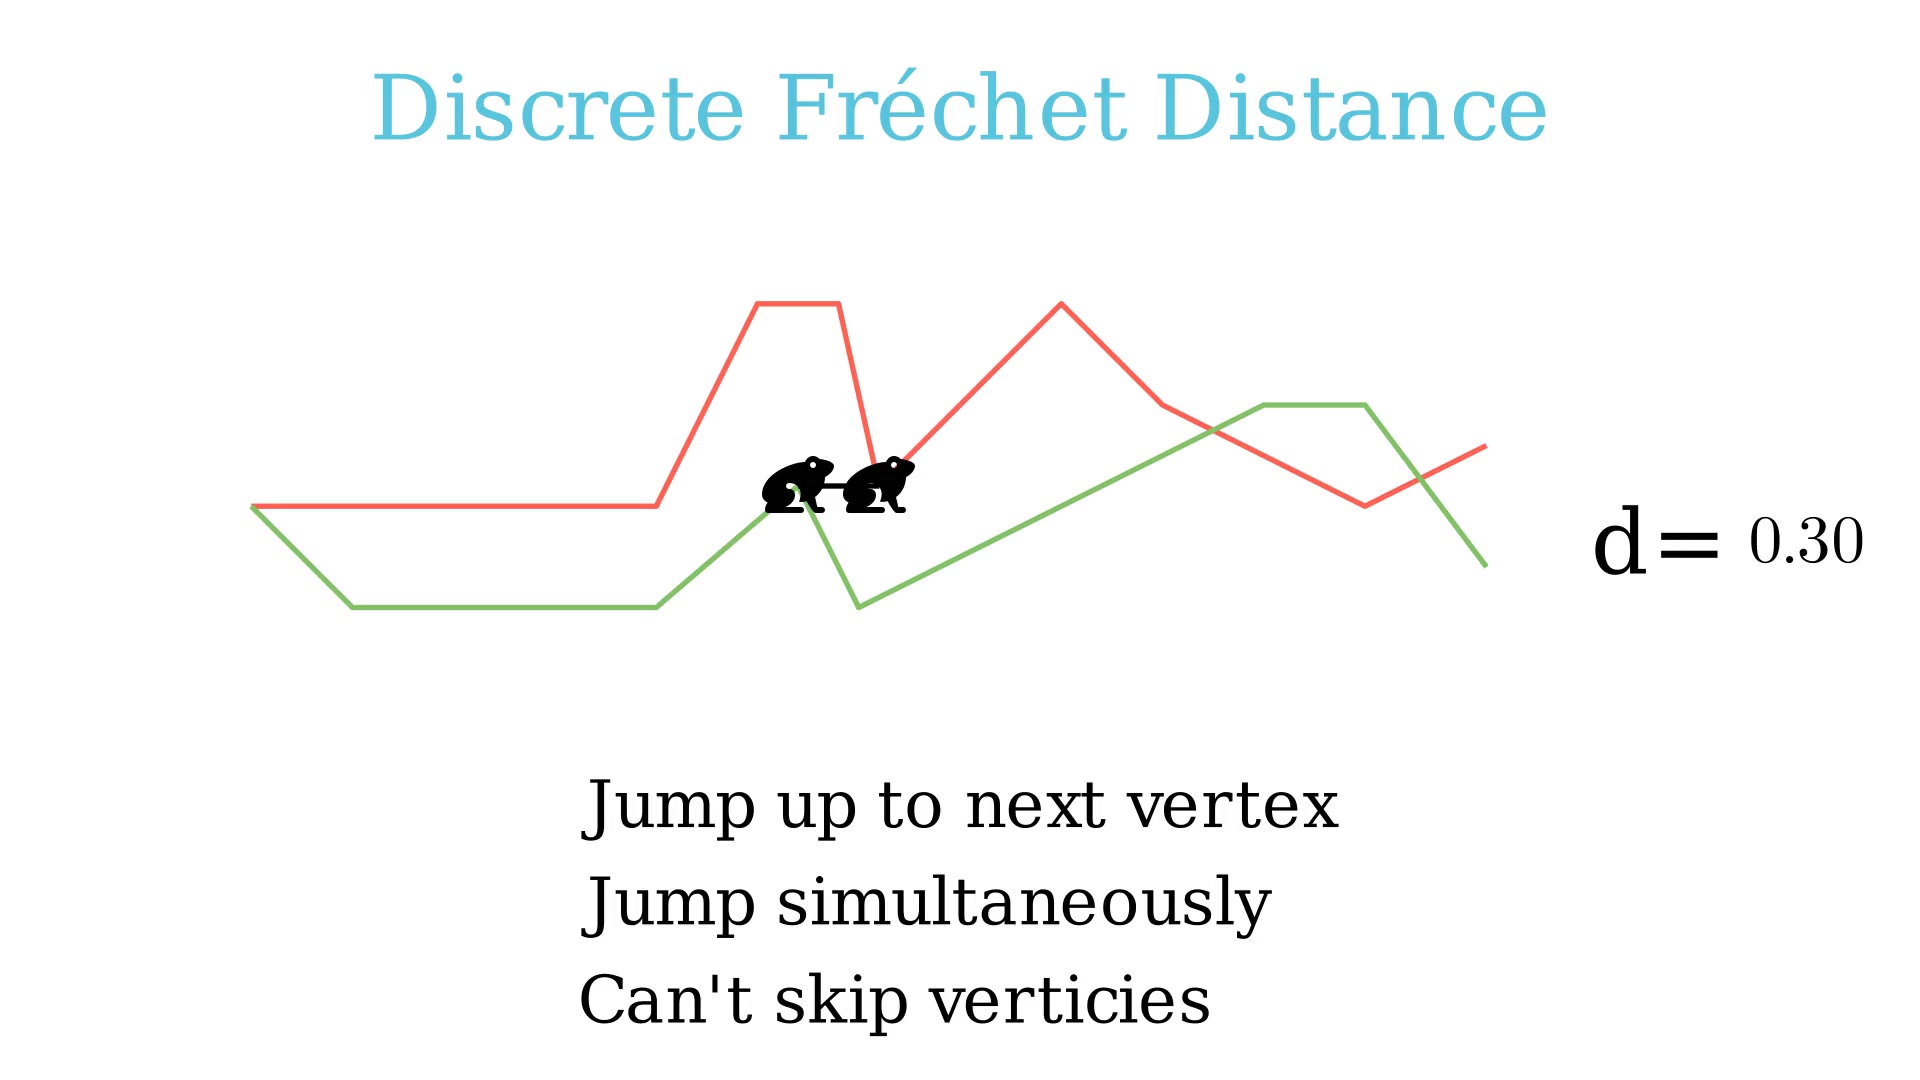 Discrete Fréchet Distance
d= 0.30
Jump up to next vertex
Jump simultaneously
Can't skip verticies